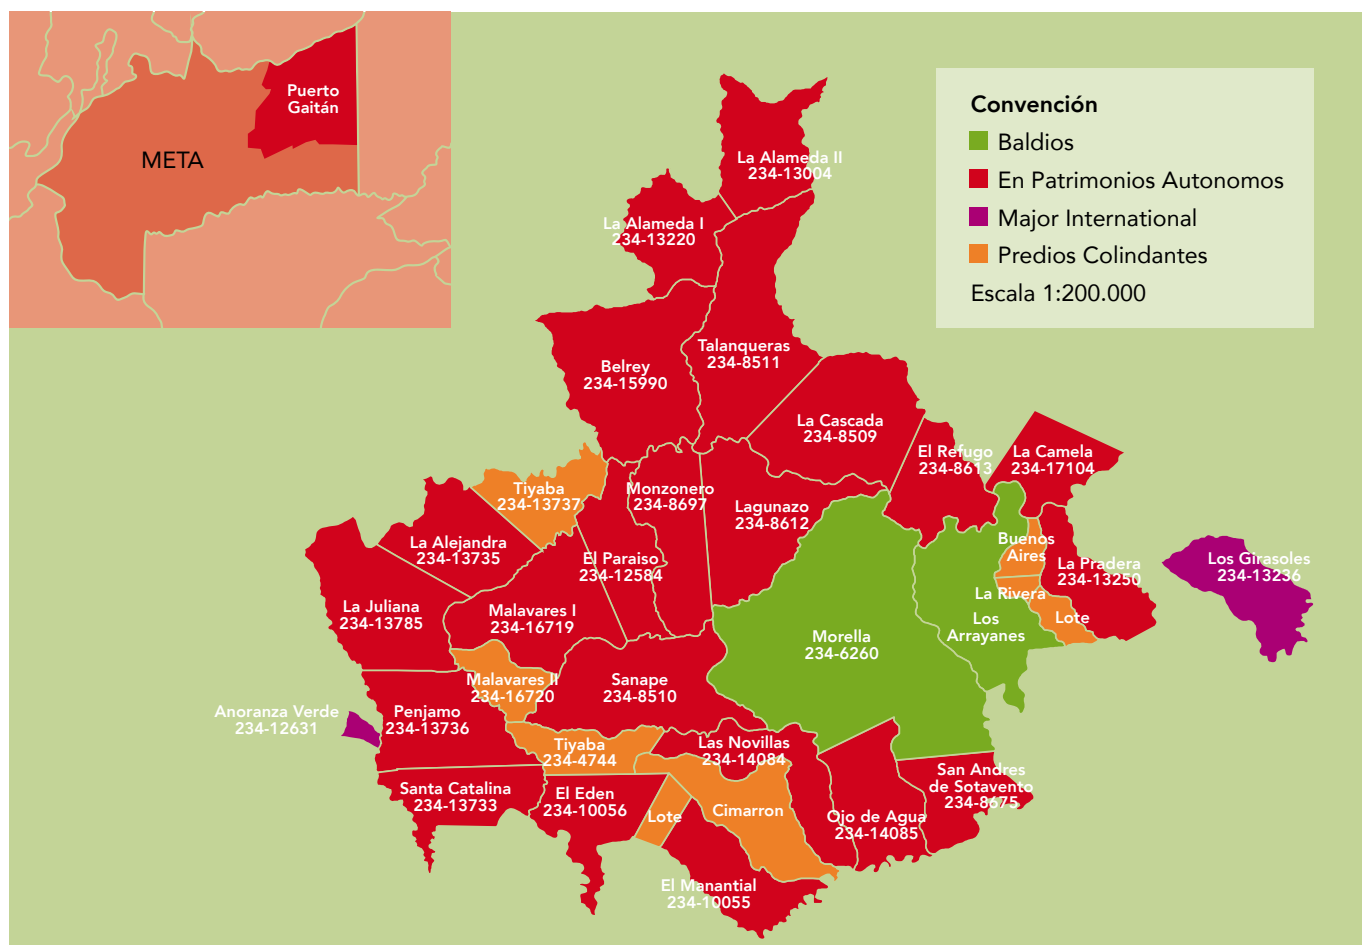 Puerto
Gaitán
META
Convención
Baldios
En Patrimonios Autonomos
Major International
Predios Colindantes
Escala 1:200.000
La Alameda II
234-13004
La Alameda I
234-13220
Talanqueras
234-8511
Belrey
234-15990
La Cascada
234-8509
El Refugo
234-8613
La Camela
234-17104
Tiyaba
234-13737
Monzonero
234-8697
Lagunazo
234-8612
La Alejandra
234-13735
El Paraiso
234-12584
Buenos
Aires
La Pradera
234-13250
Los Girasoles
234-13236
La Juliana
234-13785
Malavares I
234-16719
La Rivera
Lote
Los
Arrayanes
Morella
234-6260
Malavares II
234-16720
Sanape
234-8510
Anoranza Verde
234-12631
Penjamo
234-13736
Tiyaba
234-4744
Las Novillas
234-14084
San Andres
de Sotavento
234-8675
Santa Catalina
234-13733
El Eden
234-10056
Lote
Cimarron
Ojo de Agua
234-14085
El Manantial
234-10055